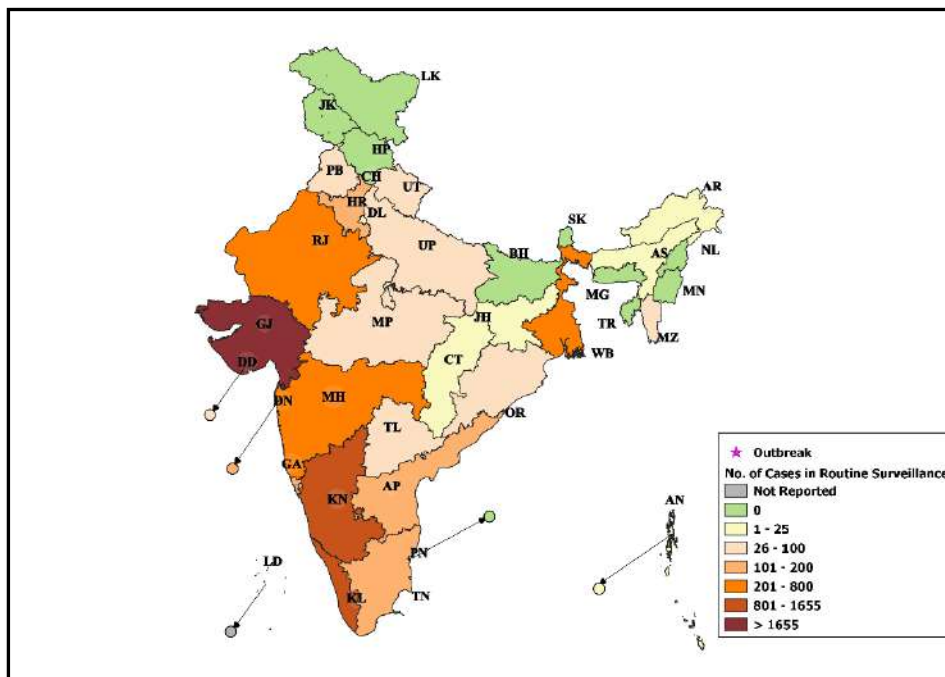 LK
JK
HP
PB
CH
UT
HR
DL
AR
SK
RJ
UP
BH
AS
NL
MG
MN
GJ
MP
JH
TR
MZ
DD
CT
WB
DN
MH
OR
TL
GA
AP
KN
AN
PN
LD
KL
TN
Outbreak
No. of Cases in Routine Surveillance
Not Reported
0
1 - 25
26 - 100
101 - 200
201 - 800
801 - 1655
> 1655